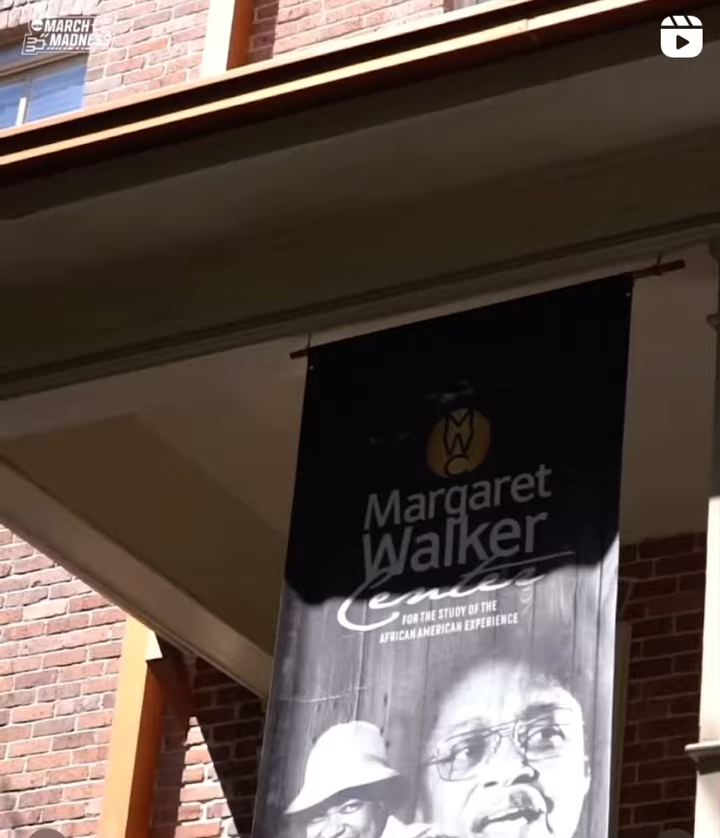 MARCH
MADNESS
MWC
Margaret
Walker
Center
FOR THE STUDY OF THE
AFRICAN AMERICAN EXPERIENCE